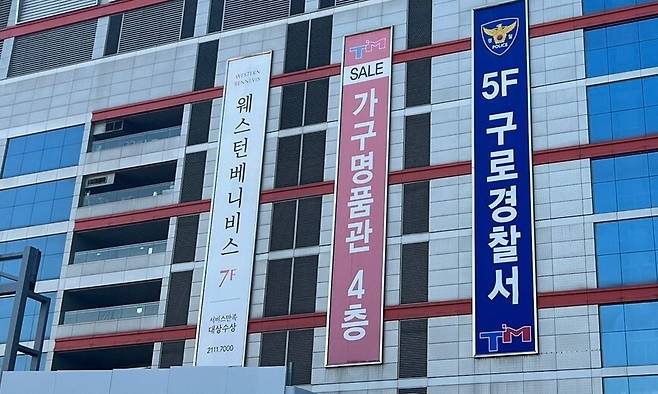 WESTERN
BENNEVIS
웨스턴베니비스
7F
서비스만족
대상수상
2111.7000
TM
SALE
가구명품관 4층
POLICE
5F 구로경찰서
TM